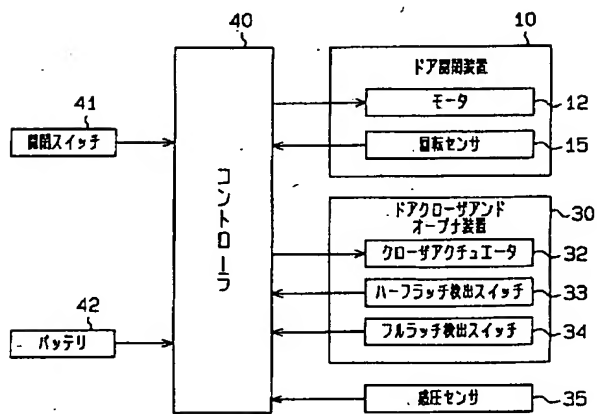 40
コントローラ
41
開閉スイッチ
42
バッテリ
10
ドア開閉装置
モータ
12
回転センサ
15
ドアクローザアンド
オープナ装置
30
クローザアクチュエータ
32
ハーフラッチ検出スイッチ
33
フルラッチ検出スイッチ
34
感圧センサ
35